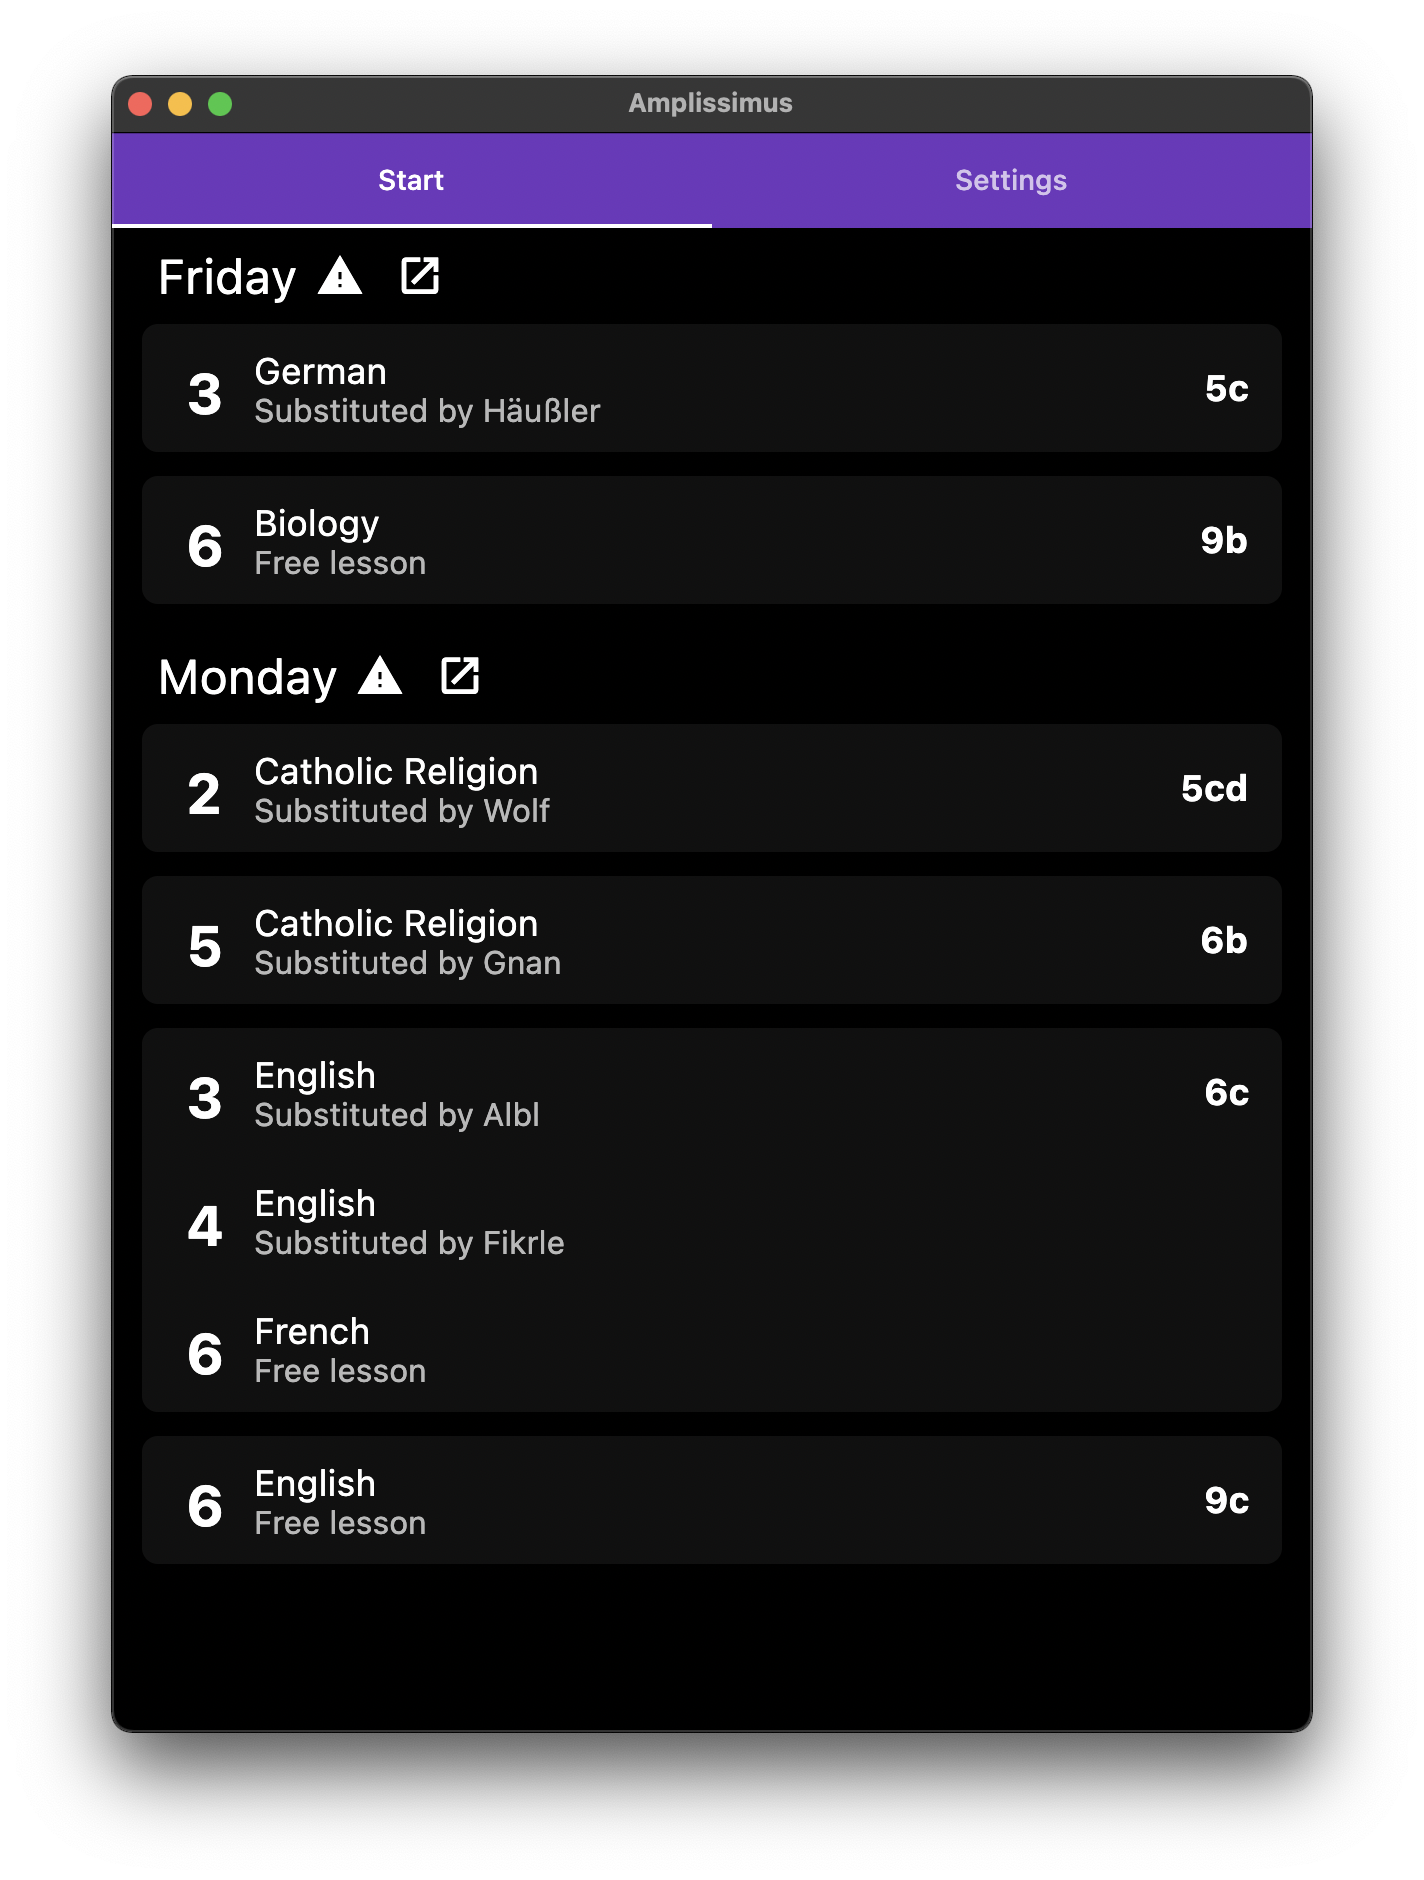 Amplissimus
Start
Settings
Friday
3
German
Substituted by Häußler
5c
6
Biology
Free lesson
9b
Monday
2
Catholic Religion
Substituted by Wolf
5cd
5
Catholic Religion
Substituted by Gnan
6b
3
English
Substituted by Albl
6c
4
English
Substituted by Fikrle
6
French
Free lesson
6
English
Free lesson
9c